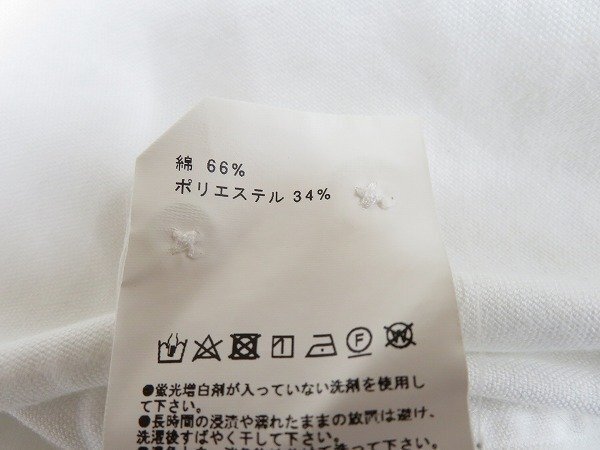 綿 66%
ポリエステル 34%
F
W
●蛍光増白剤が入っていない洗剤を使用し
て下さい。
●長時間の浸漬や濡れたままの放置は避け、
洗濯後すばやく干して下さい。